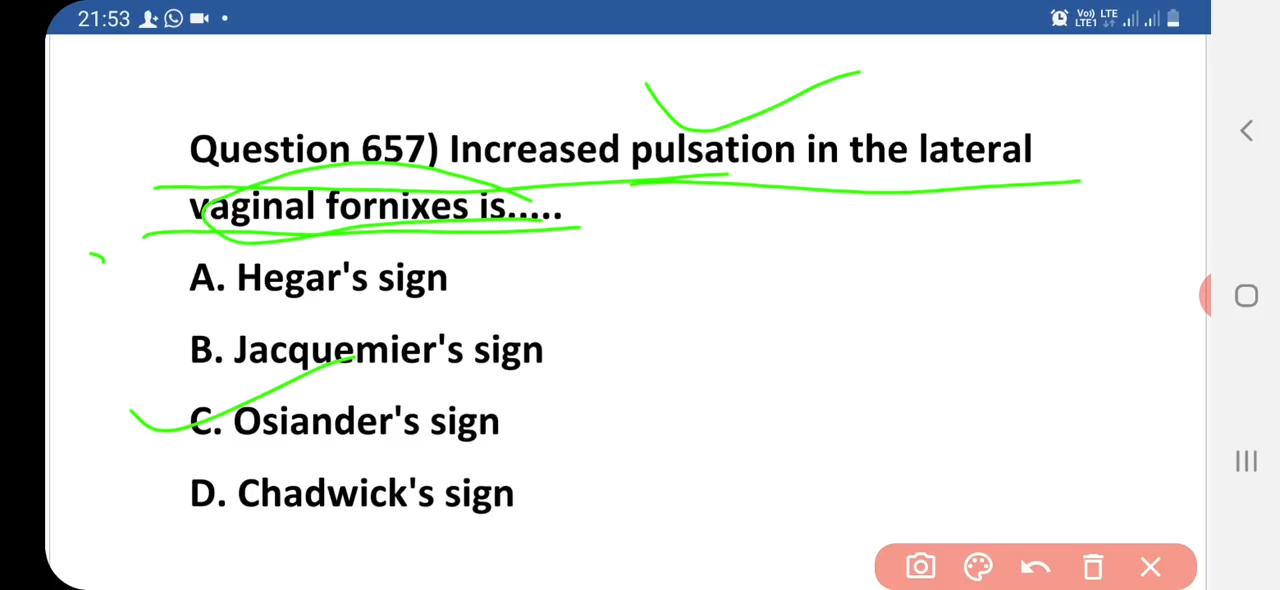 21:53
Vo)) LTE
LTE1
Question 657) Increased pulsation in the lateral
vaginal fornixes is.....
A. Hegar's sign
B. Jacquemier's sign
C. Osiander's sign
D. Chadwick's sign